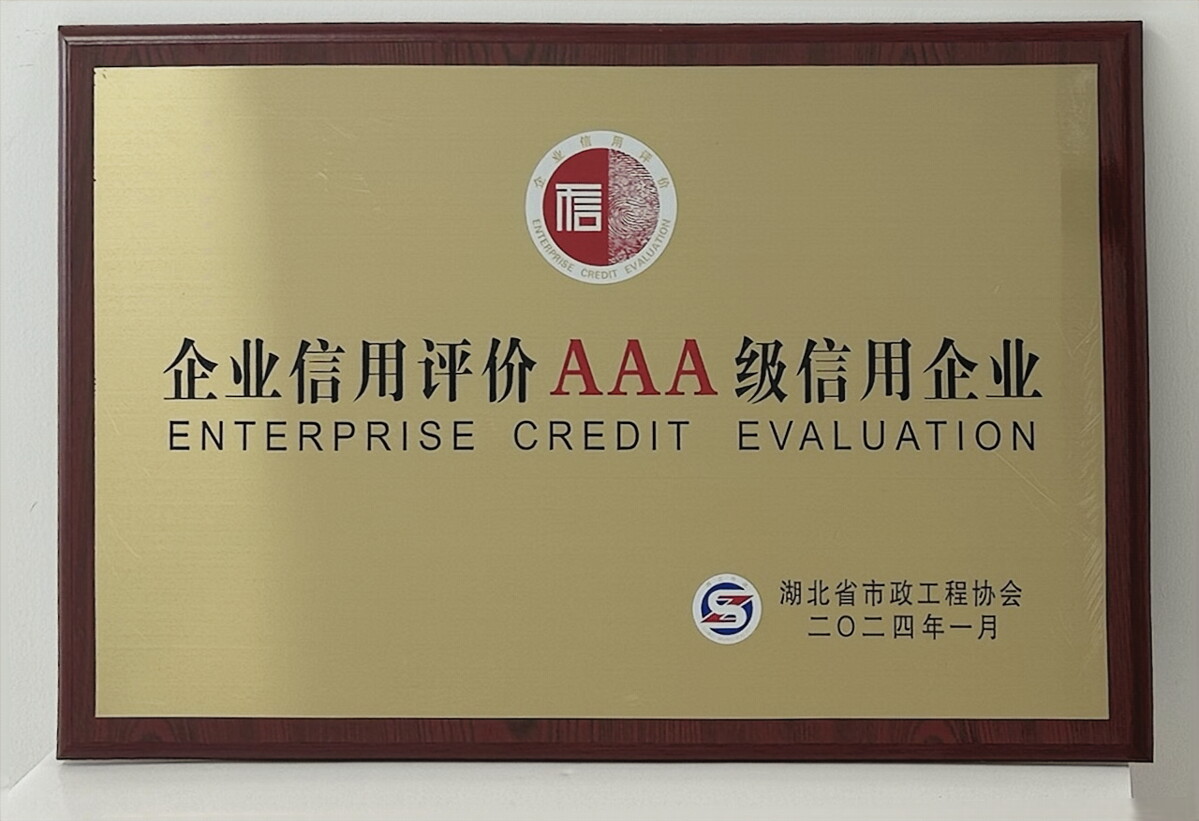 企业信用评价
信
ENTERPRISE CREDIT EVALUATION
企业信用评价AAA级信用企业
ENTERPRISE CREDIT EVALUATION
湖北省市政工程协会
二〇二四年一月